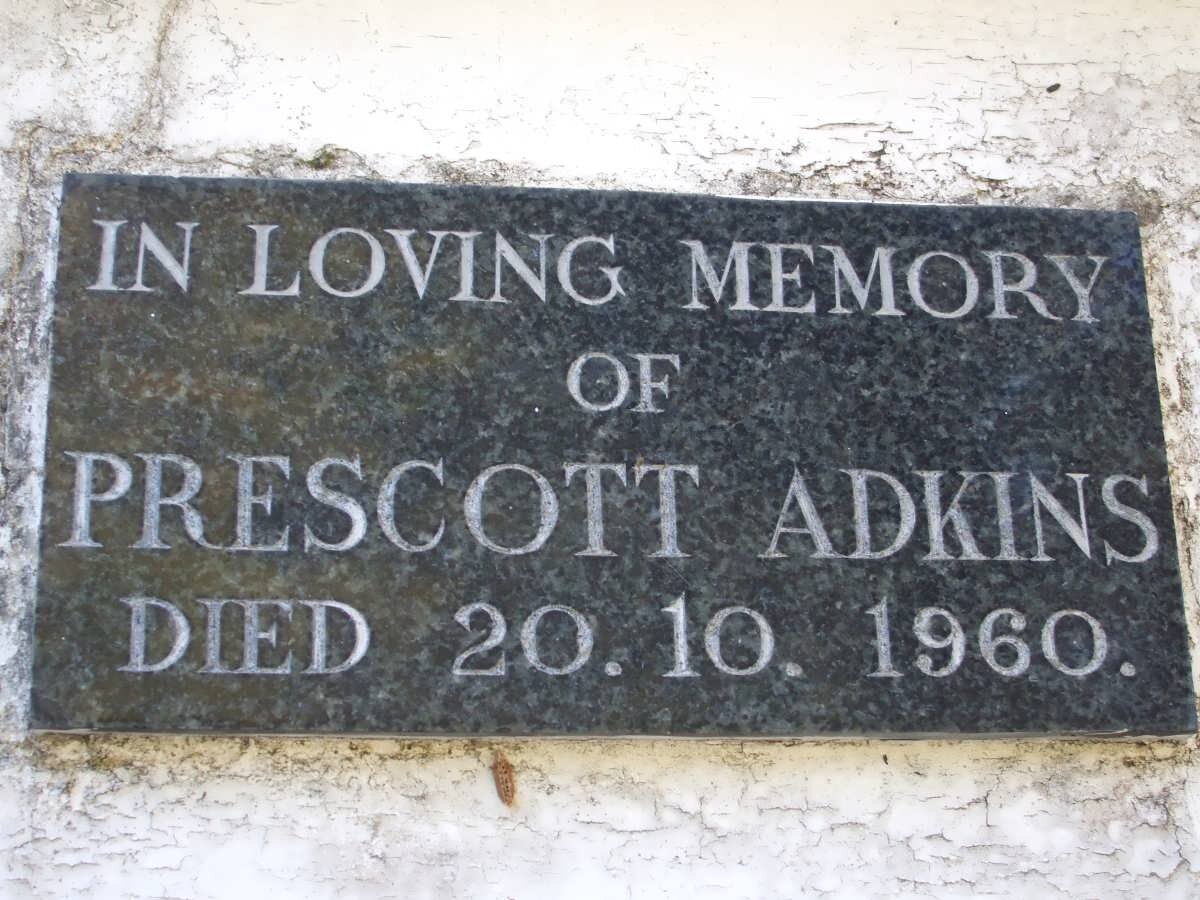 IN LOVING MEMORY
OF
PRESCOTT ADKINS
DIED 20. 10. 1960.